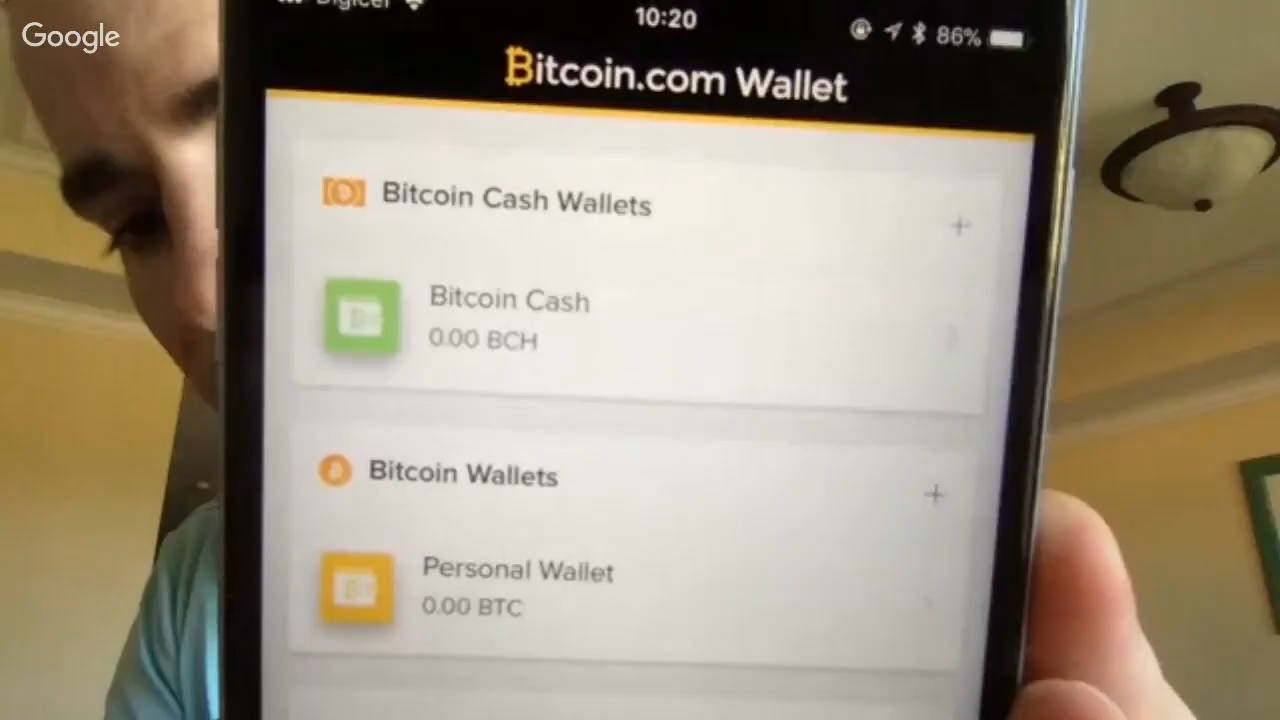 Google
Digicel
10:20
86%
Bitcoin.com Wallet
Bitcoin Cash Wallets
+
Bitcoin Cash
0.00 BCH
Bitcoin Wallets
+
Personal Wallet
0.00 BTC